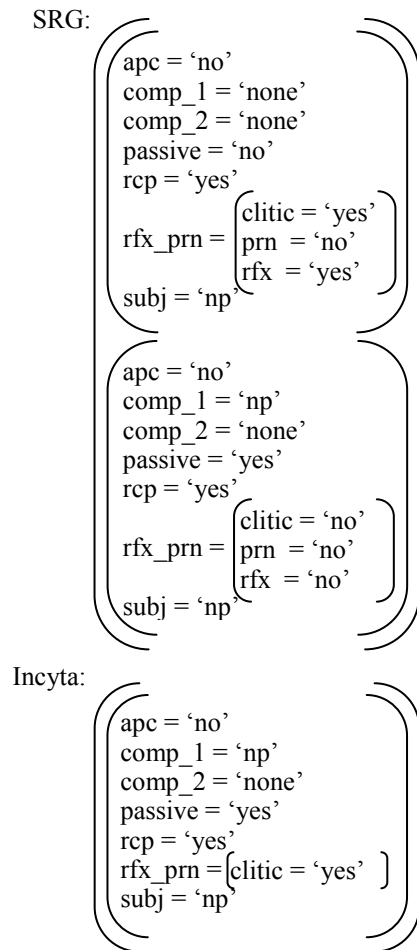 SRG:
apc = ‘no’
comp_1 = ‘none’
comp_2 = ‘none’
passive = ‘no’
rcp = ‘yes’
clitic = ‘yes’
rfx_prn = prn = ‘no’
rfx = ‘yes’
subj = ‘np’
apc = ‘no’
comp_1 = ‘np’
comp_2 = ‘none’
passive = ‘yes’
rcp = ‘yes’
clitic = ‘no’
rfx_prn = prn = ‘no’
rfx = ‘no’
subj = ‘np’
Incyta:
apc = ‘no’
comp_1 = ‘np’
comp_2 = ‘none’
passive = ‘yes’
rcp = ‘yes’
rfx_prn = clitic = ‘yes’
subj = ‘np’